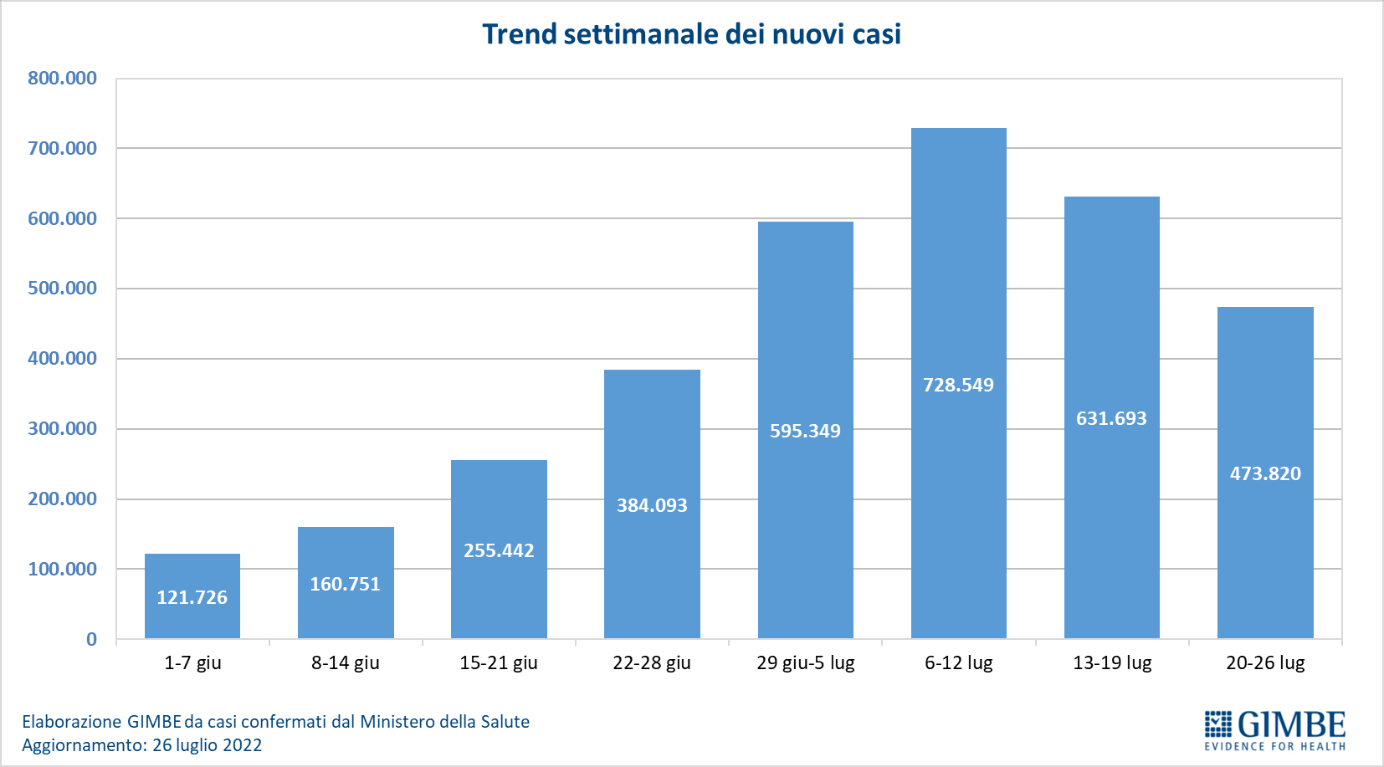 Trend settimanale dei nuovi casi
800.000
700.000
600.000
500.000
400.000
300.000
200.000
100.000
0
121.726
160.751
255.442
384.093
595.349
728.549
631.693
473.820
1-7 giu
8-14 giu
15-21 giu
22-28 giu
29 giu-5 lug
6-12 lug
13-19 lug
20-26 lug
Elaborazione GIMBE da casi confermati dal Ministero della Salute
Aggiornamento: 26 luglio 2022
GIMBE
EVIDENCE FOR HEALTH